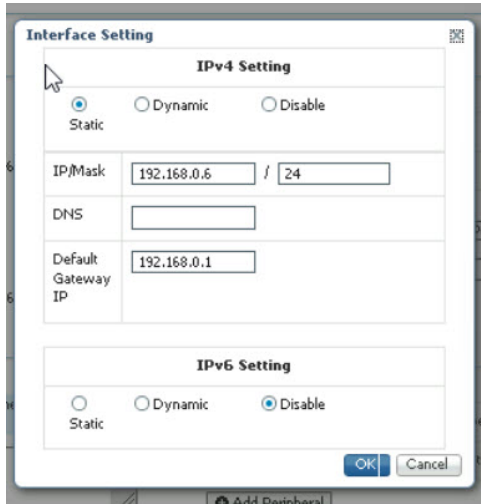 Interface Setting
IPv4 Setting
Static
Dynamic
Disable
IP/Mask
192.168.0.6 / 24
DNS
Default
Gateway
IP
192.168.0.1
IPv6 Setting
Static
Dynamic
Disable
OK
Cancel
Add Peripheral